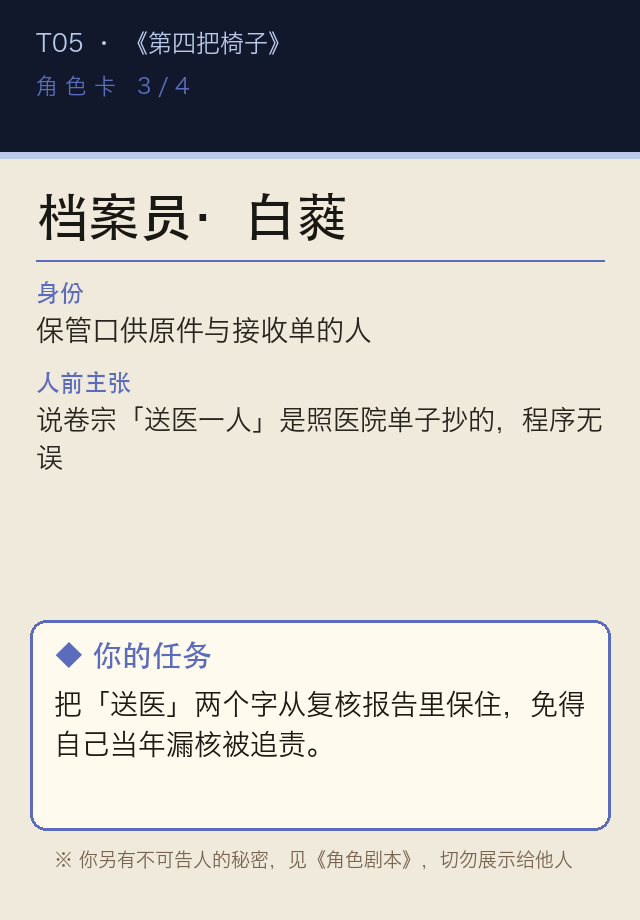 T05 · 《第四把椅子》
角色卡 3/4
档案员· 白蕤
身份
保管口供原件与接收单的人
人前主张
说卷宗「送医一人」是照医院单子抄的，程序无
误
◆ 你的任务
把「送医」两个字从复核报告里保住，免得
自己当年漏核被追责。
※ 你另有不可告人的秘密，见《角色剧本》，切勿展示给他人